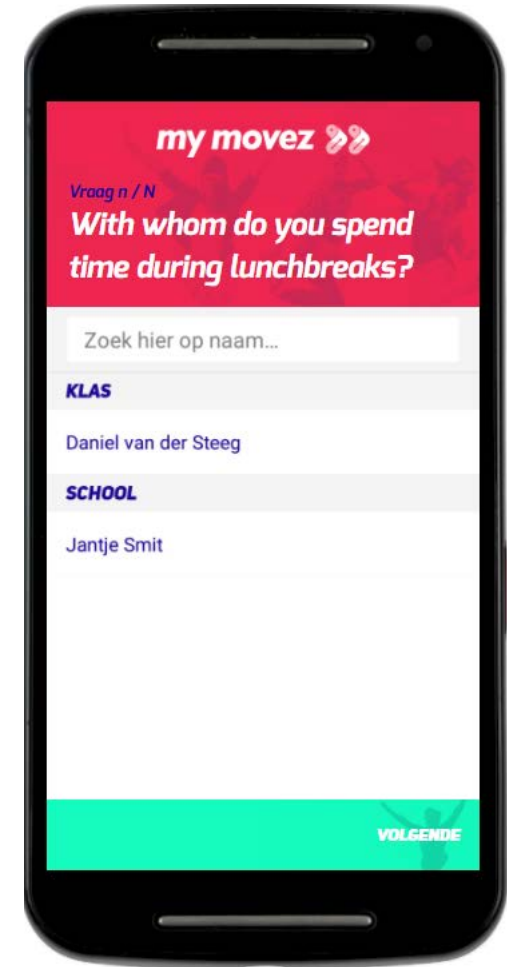 my movez
Vraag n / N
With whom do you spend
time during lunchbreaks?
Zoek hier op naam...
KLAS
Daniel van der Steeg
SCHOOL
Jantje Smit
VOLGENDE